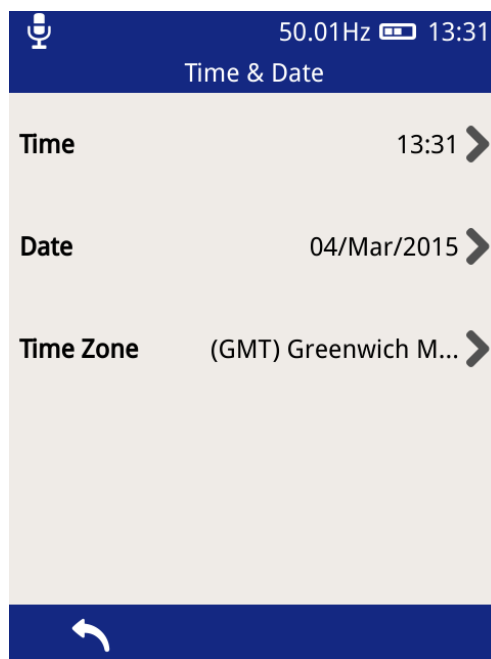 50.01Hz 13:31
Time & Date
Time 13:31
Date 04/Mar/2015
Time Zone (GMT) Greenwich M...